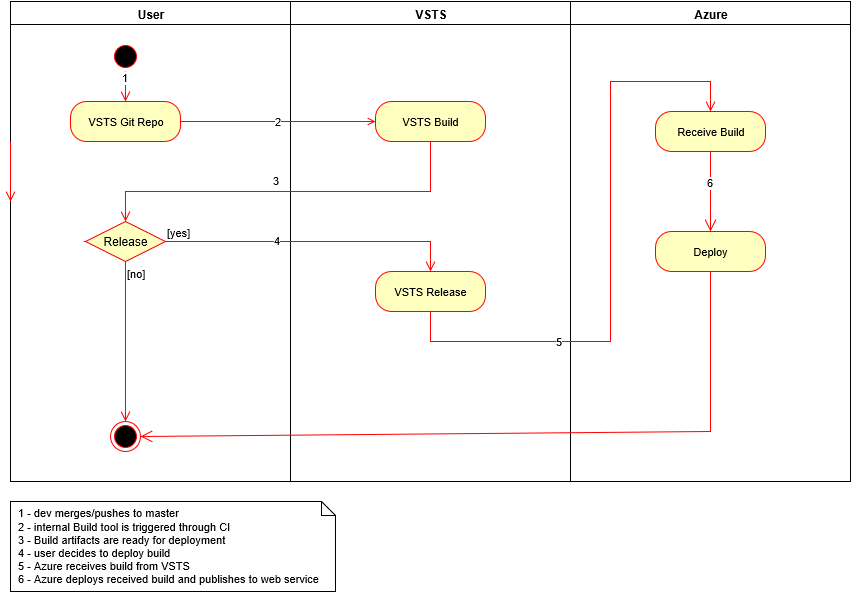 User
VSTS
Azure
1
VSTS Git Repo
2
VSTS Build
Receive Build
3
6
Release
[yes]
4
[no]
VSTS Release
Deploy
5
1 - dev merges/pushes to master
2 - internal Build tool is triggered through CI
3 - Build artifacts are ready for deployment
4 - user decides to deploy build
5 - Azure receives build from VSTS
6 - Azure deploys received build and publishes to web service